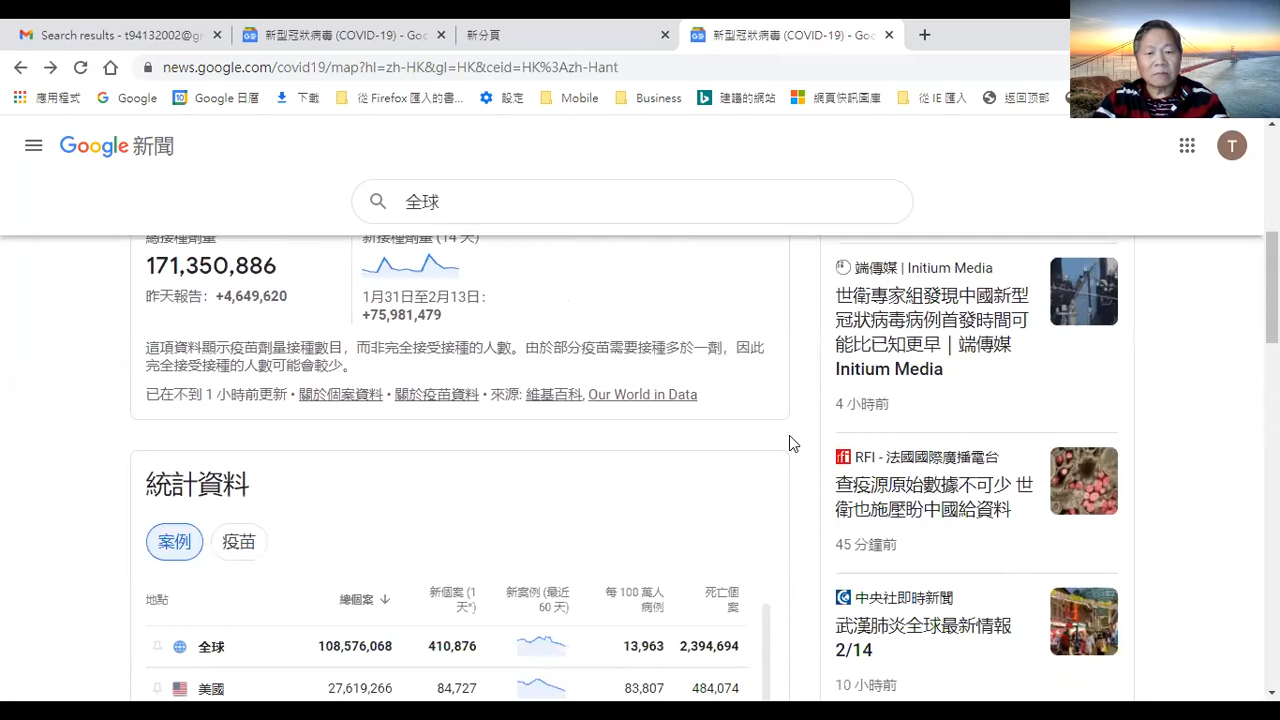 Search results - t94132002@gr
新型冠狀病毒 (COVID-19) - Goo
新分頁
新型冠狀病毒 (COVID-19) - Goo
news.google.com/covid19/map?hl=zh-HK&gl=HK&ceid=HK%3Azh-Hant
應用程式
Google
Google 日曆
下載
從 Firefox 匯入的書...
設定
Mobile
Business
建議的網站
網頁快訊圖庫
從 IE 匯入
返回顶部
Google 新聞
T
全球
總接種劑量
新接種劑量 (14 天)
171,350,886
昨天報告: +4,649,620
1月31日至2月13日:
+75,981,479
這項資料顯示疫苗劑量接種數目，而非完全接受接種的人數。由於部分疫苗需要接種多於一劑，因此
完全接受接種的人數可能會較少。
已在不到 1 小時前更新 • 關於個案資料 • 關於疫苗資料 • 來源: 維基百科, Our World in Data
統計資料
案例
疫苗
地點
總個案
新個案 (1
天*)
新案例 (最近
60 天)
每 100 萬人
病例
死亡個
案
全球
108,576,068
410,876
13,963
2,394,694
美國
27,619,266
84,727
83,807
484,074
端傳媒 | Initium Media
世衛專家組發現中國新型
冠狀病毒病例首發時間可
能比已知更早｜端傳媒
Initium Media
4 小時前
RFI - 法國國際廣播電台
查疫源原始數據不可少 世
衛也施壓盼中國給資料
45 分鐘前
中央社即時新聞
武漢肺炎全球最新情報
2/14
10 小時前